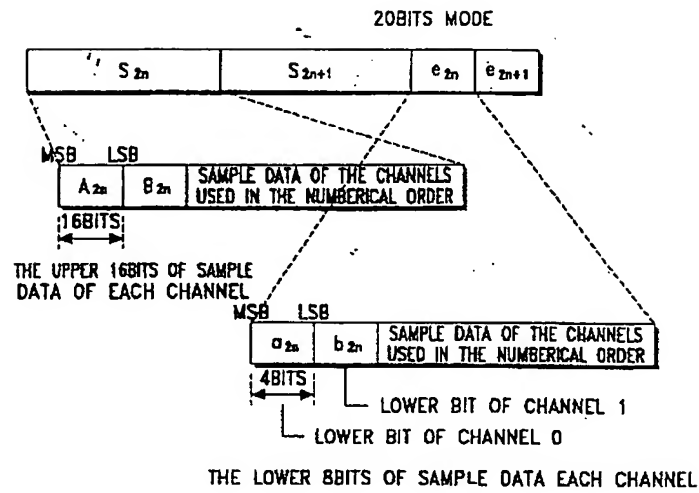 20BITS MODE
S2n S2n+1 e2n e2n+1
MSB LSB
A2n B2n SAMPLE DATA OF THE CHANNELS
USED IN THE NUMBERICAL ORDER
16BITS
THE UPPER 16BITS OF SAMPLE
DATA OF EACH CHANNEL
MSB LSB
a2n b2n SAMPLE DATA OF THE CHANNELS
USED IN THE NUMBERICAL ORDER
4BITS
LOWER BIT OF CHANNEL 1
LOWER BIT OF CHANNEL 0
THE LOWER 8BITS OF SAMPLE DATA EACH CHANNEL